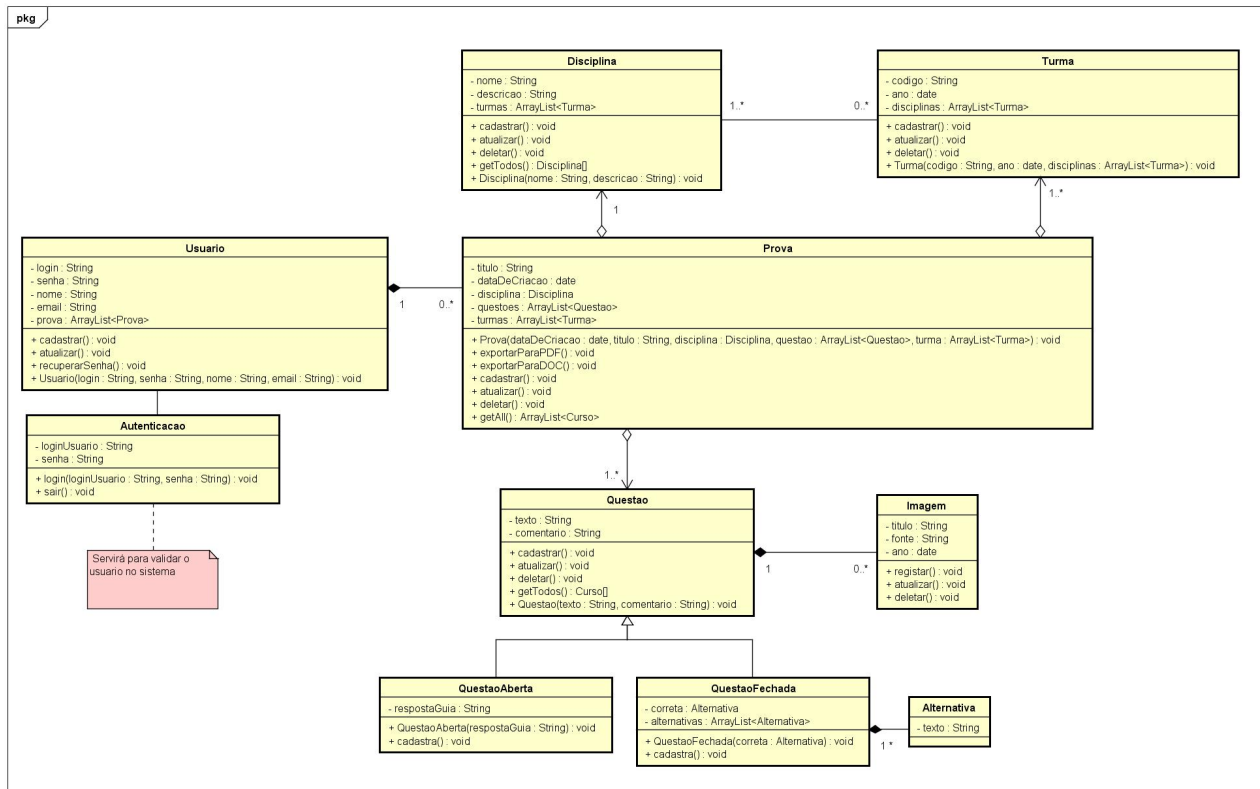 pkg
Disciplina
- nome : String
- descricao : String
- turmas : ArrayList<Turma>
+ cadastrar() : void
+ atualizar() : void
+ deletar() : void
+ getTodos() : Disciplina[]
+ Disciplina(nome : String, descricao : String) : void
1..*
0..*
Turma
- codigo : String
- ano : date
- disciplinas : ArrayList<Turma>
+ cadastrar() : void
+ atualizar() : void
+ deletar() : void
+ Turma(codigo : String, ano : date, disciplinas : ArrayList<Turma>) : void
1
1..*
Usuario
- login : String
- senha : String
- nome : String
- email : String
- prova : ArrayList<Prova>
+ cadastrar() : void
+ atualizar() : void
+ recuperarSenha() : void
+ Usuario(login : String, senha : String, nome : String, email : String) : void
1
0..*
Prova
- titulo : String
- dataDeCriacao : date
- disciplina : Disciplina
- questoes : ArrayList<Questao>
- turmas : ArrayList<Turma>
+ Prova(dataDeCriacao : date, titulo : String, disciplina : Disciplina, questao : ArrayList<Questao>, turma : ArrayList<Turma>) : void
+ exportarParaPDF() : void
+ exportarParaDOC() : void
+ cadastrar() : void
+ atualizar() : void
+ deletar() : void
+ getAll() : ArrayList<Curso>
Autenticacao
- loginUsuario : String
- senha : String
+ login(loginUsuario : String, senha : String) : void
+ sair() : void
Servirá para validar o
usuario no sistema
1..*
Questao
- texto : String
- comentario : String
+ cadastrar() : void
+ atualizar() : void
+ deletar() : void
+ getTodos() : Curso[]
+ Questao(texto : String, comentario : String) : void
1
0..*
Imagem
- titulo : String
- fonte : String
- ano : date
+ registar() : void
+ atualizar() : void
+ deletar() : void
QuestaoAberta
- respostaGuia : String
+ QuestaoAberta(respostaGuia : String) : void
+ cadastra() : void
QuestaoFechada
- correta : Alternativa
- alternativas : ArrayList<Alternativa>
+ QuestaoFechada(correta : Alternativa) : void
+ cadastra() : void
1 *
Alternativa
- texto : String